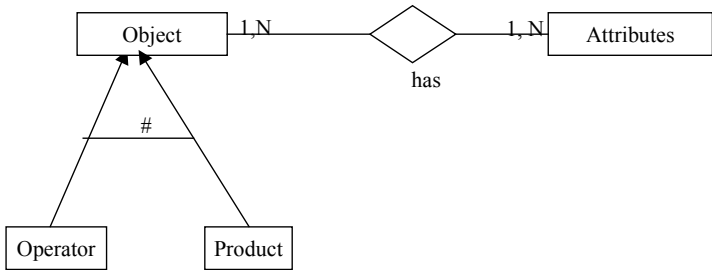 Object
1,N
1, N
Attributes
has
#
Operator
Product